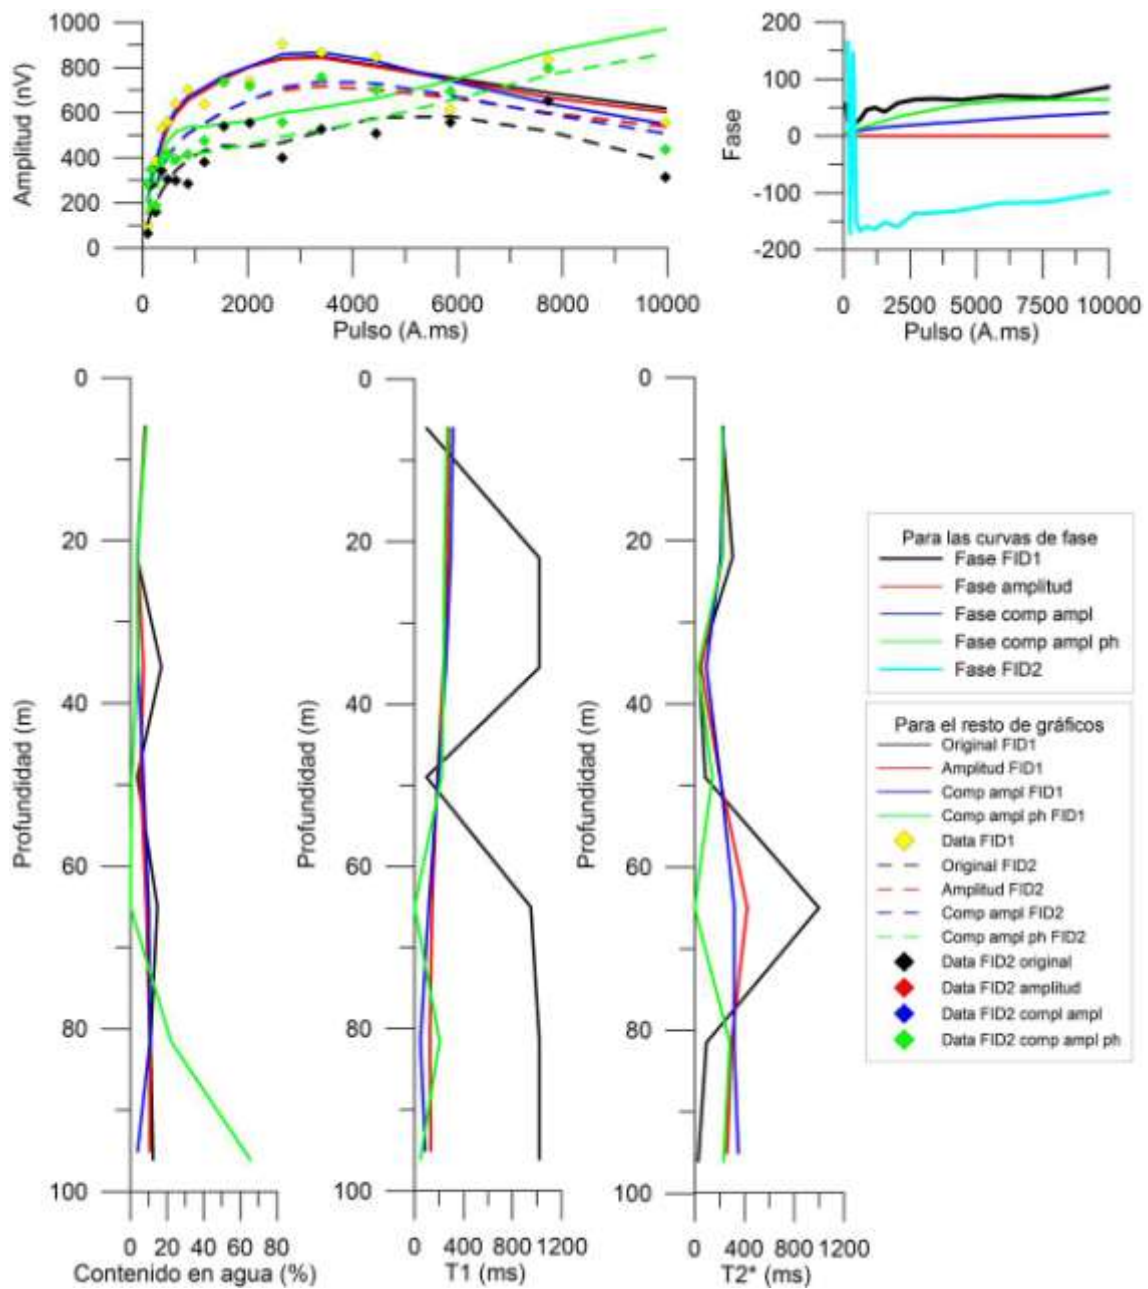 1000
800
600
400
200
0
Amplitud (nV)
0 2000 4000 6000 8000 10000
Pulso (A.ms)
200
100
0
-100
-200
Fase
0 2500 5000 7500 10000
Pulso (A.ms)
0
20
40
60
80
100
Profundidad (m)
0 20 40 60 80
Contenido en agua (%)
0
20
40
60
80
100
Profundidad (m)
0 400 800 1200
T1 (ms)
0
20
40
60
80
100
Profundidad (m)
0 400 800 1200
T2* (ms)
Para las curvas de fase
Fase FID1
Fase amplitud
Fase comp ampl
Fase comp ampl ph
Fase FID2
Para el resto de gráficos
Original FID1
Amplitud FID1
Comp ampl FID1
Comp ampl ph FID1
Data FID1
Original FID2
Amplitud FID2
Comp ampl FID2
Comp ampl ph FID2
Data FID2 original
Data FID2 amplitud
Data FID2 compl ampl
Data FID2 comp ampl ph